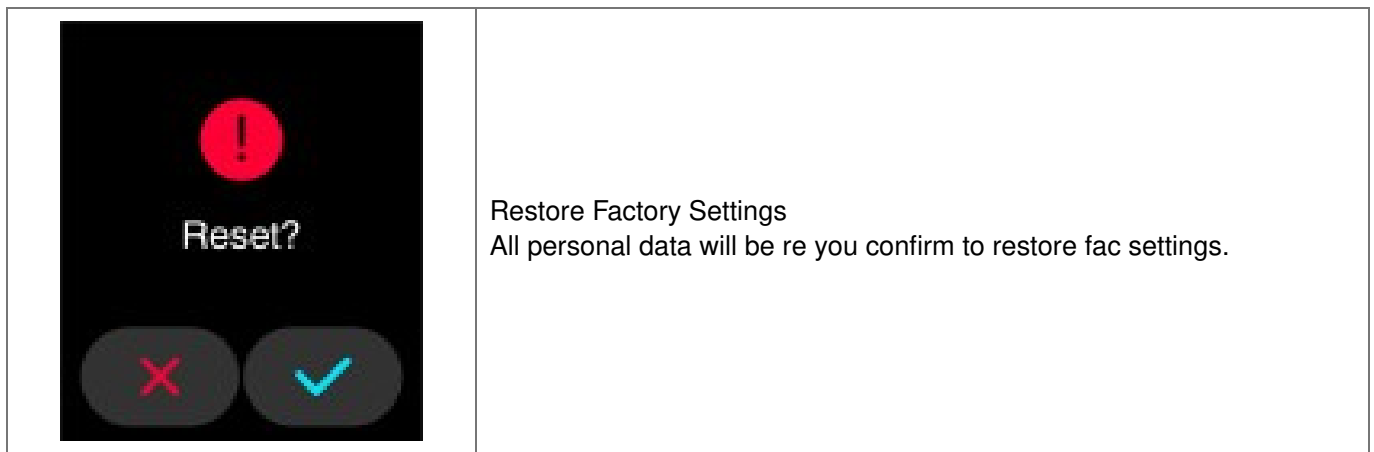 Reset?
Restore Factory Settings
All personal data will be re you confirm to restore fac settings.